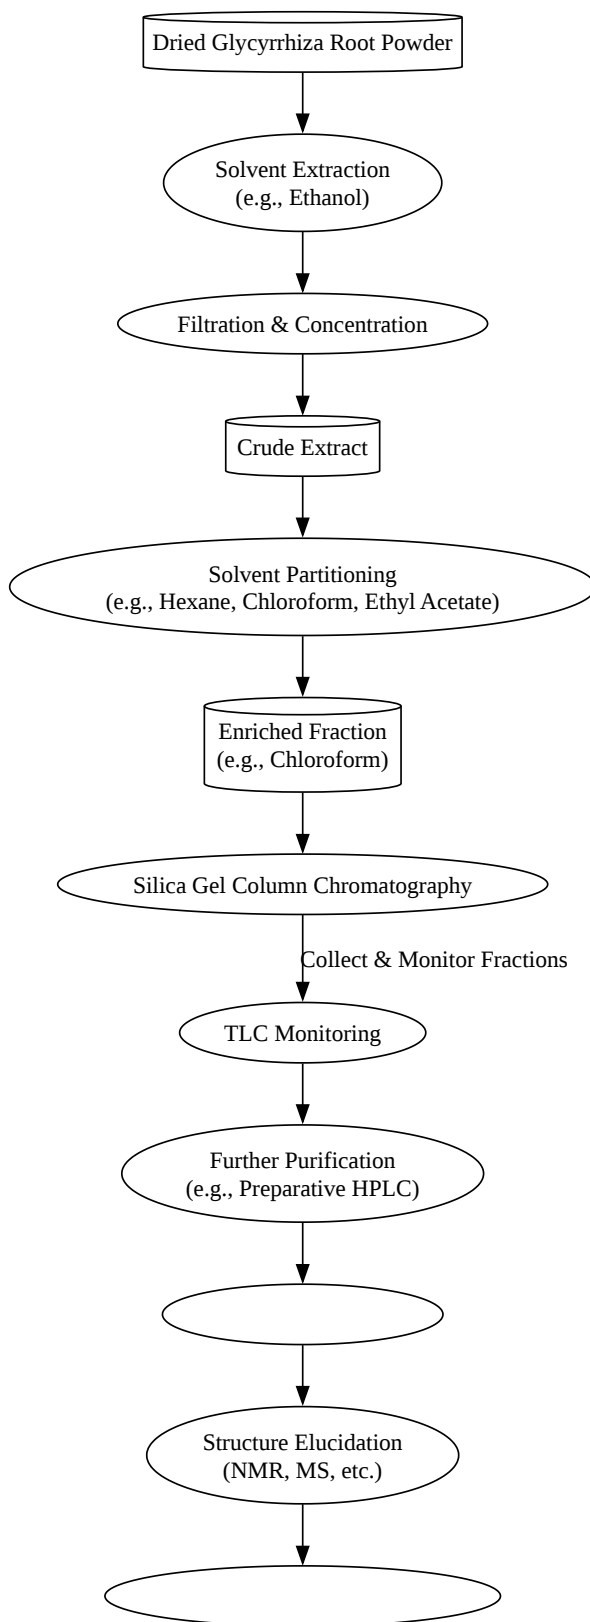 Dried Glycyrrhiza Root Powder
Solvent Extraction
(e.g., Ethanol)
Filtration & Concentration
Crude Extract
Solvent Partitioning
(e.g., Hexane, Chloroform, Ethyl Acetate)
Enriched Fraction
(e.g., Chloroform)
Silica Gel Column Chromatography
Collect & Monitor Fractions
TLC Monitoring
Further Purification
(e.g., Preparative HPLC)
Structure Elucidation
(NMR, MS, etc.)